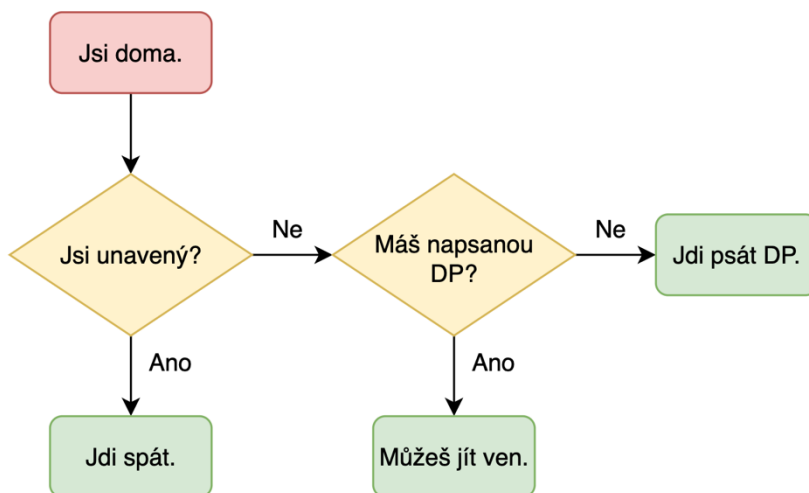 Jsi doma.
Jsi unavený?
Ne
Máš napsanou
DP?
Ne
Jdi psát DP.
Ano
Ano
Jdi spát.
Můžeš jít ven.